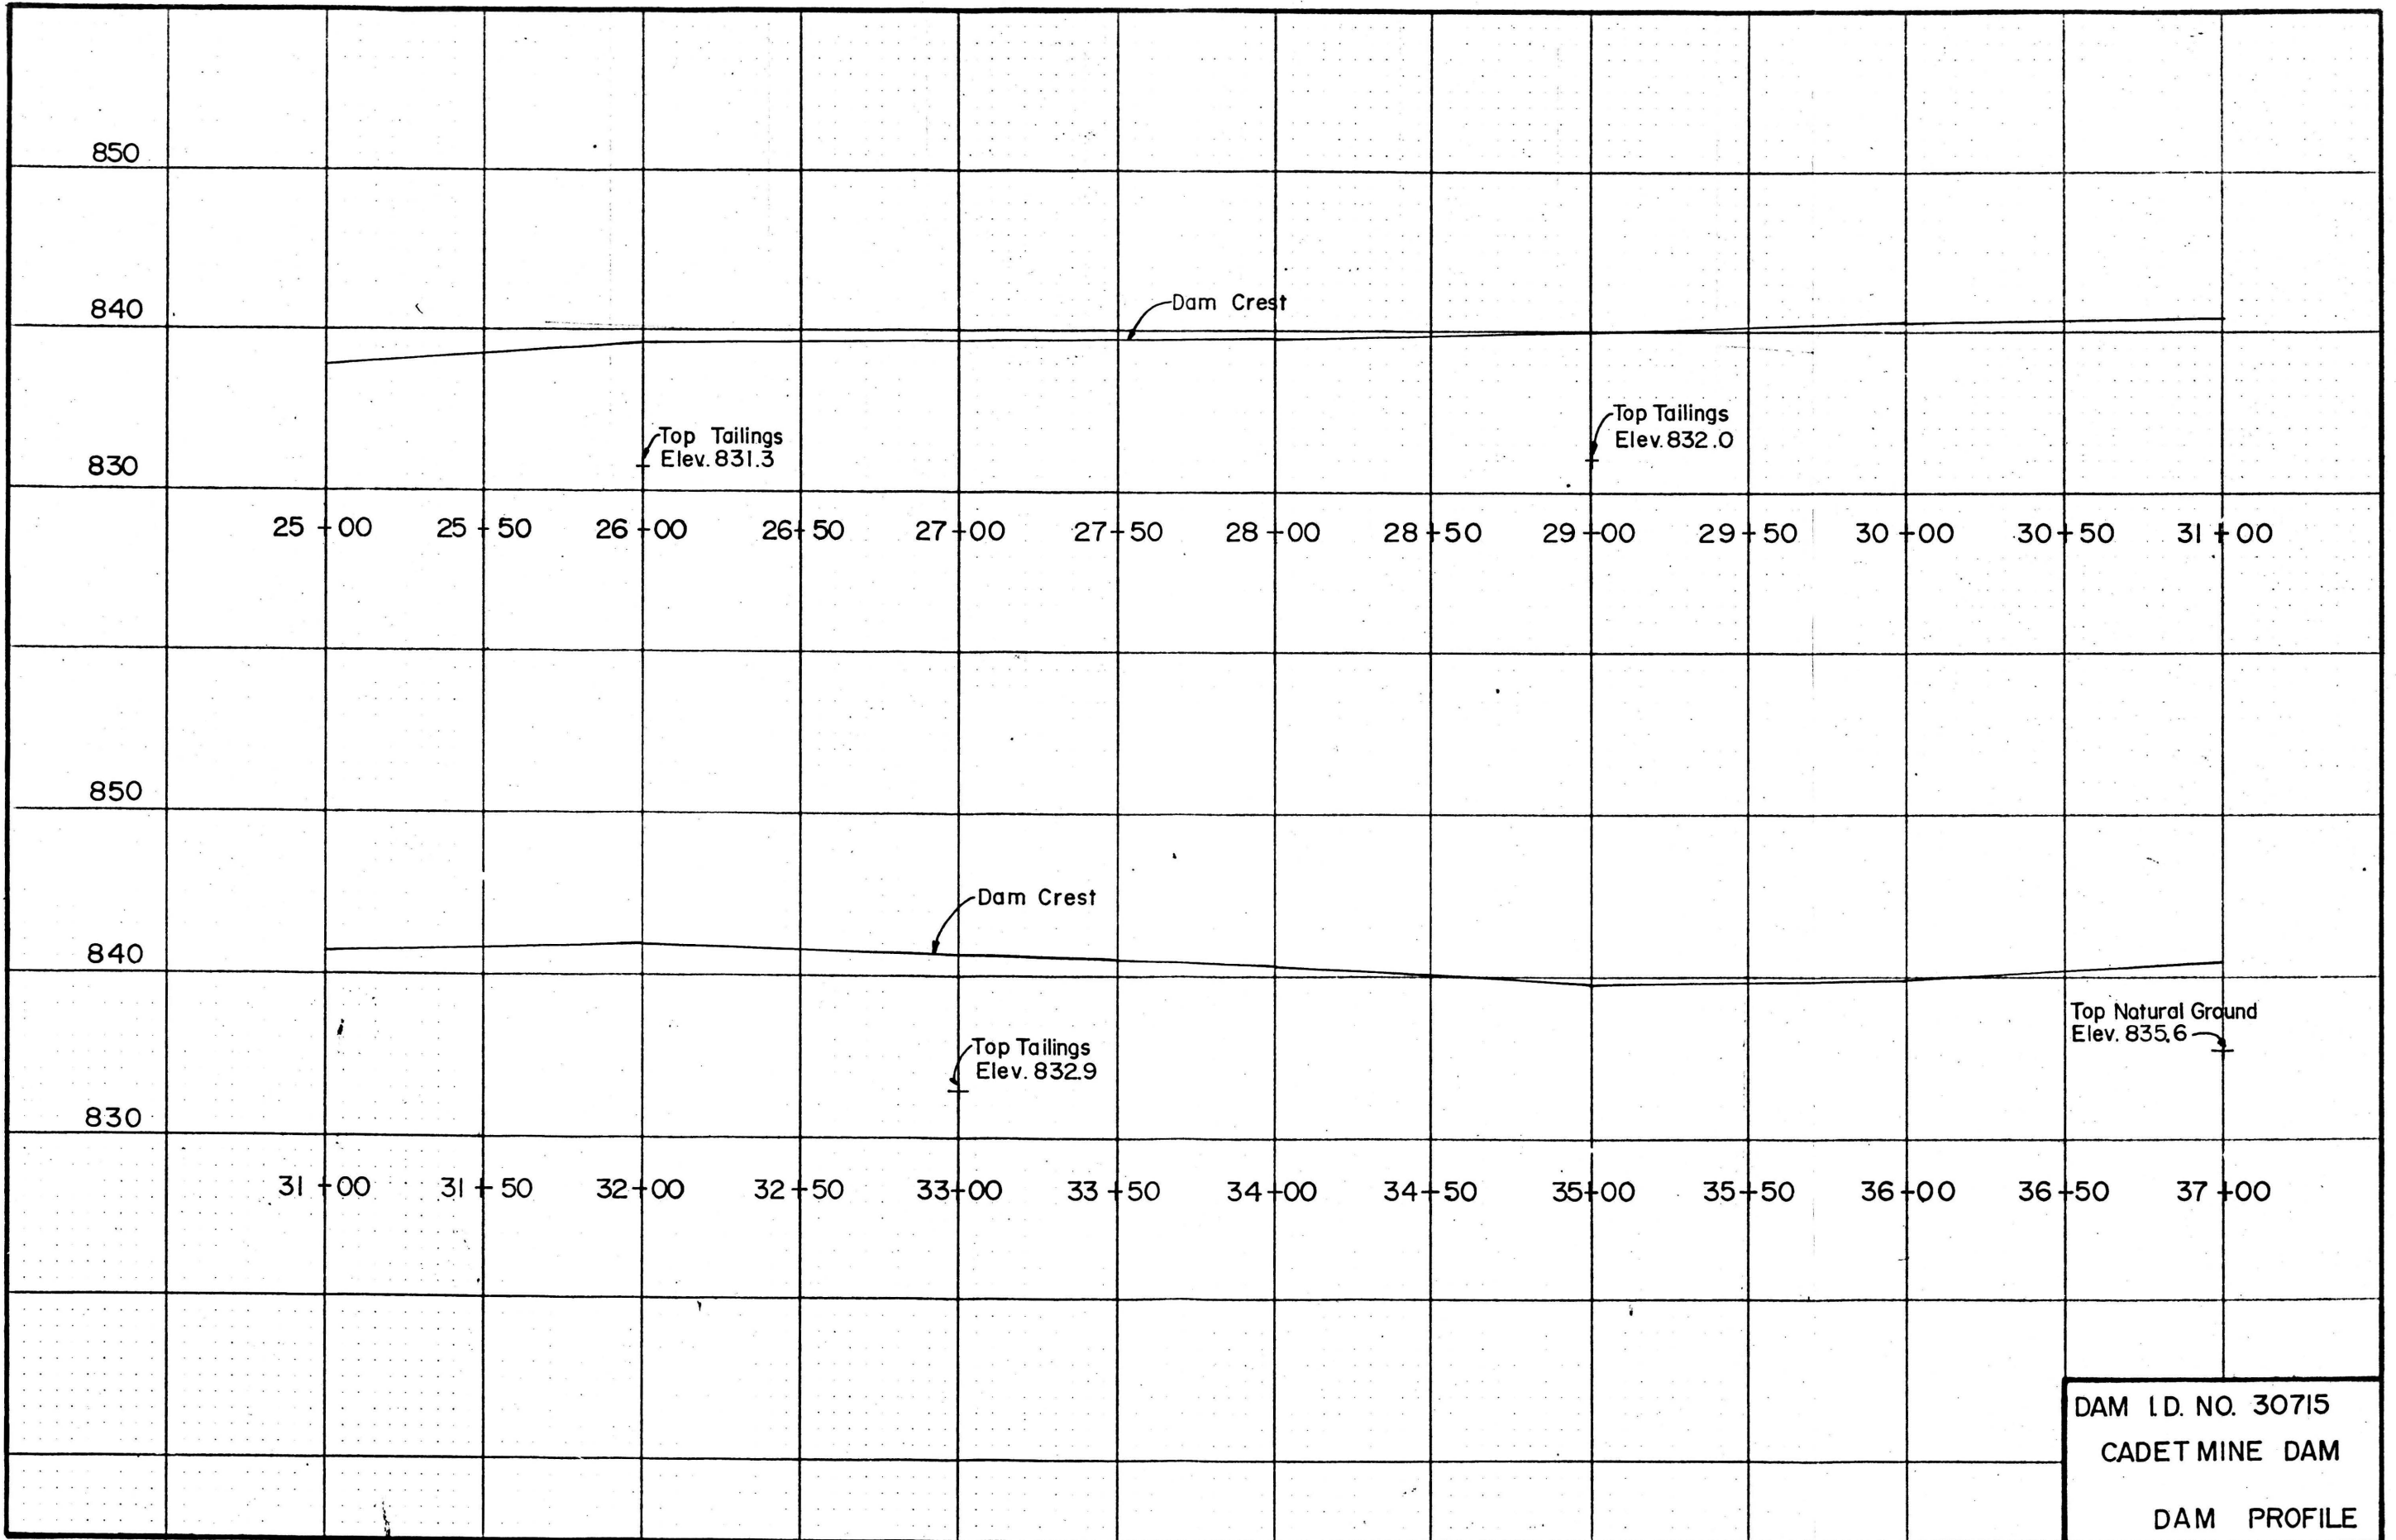 850
840
Dam Crest
Top Tailings
Elev. 832.0
Top Tailings
Elev. 831.3
830
25+00 25+50 26+00 26+50 27+00 27+50 28+00 28+50 29+00 29+50 30+00 30+50 31+00
850
Dam Crest
840
Top Natural Ground
Elev. 835.6
Top Tailings
Elev. 832.9
830
31+00 31+50 32+00 32+50 33+00 33+50 34+00 34+50 35+00 35+50 36+00 36+50 37+00
DAM I.D. NO. 30715
CADET MINE DAM
DAM PROFILE